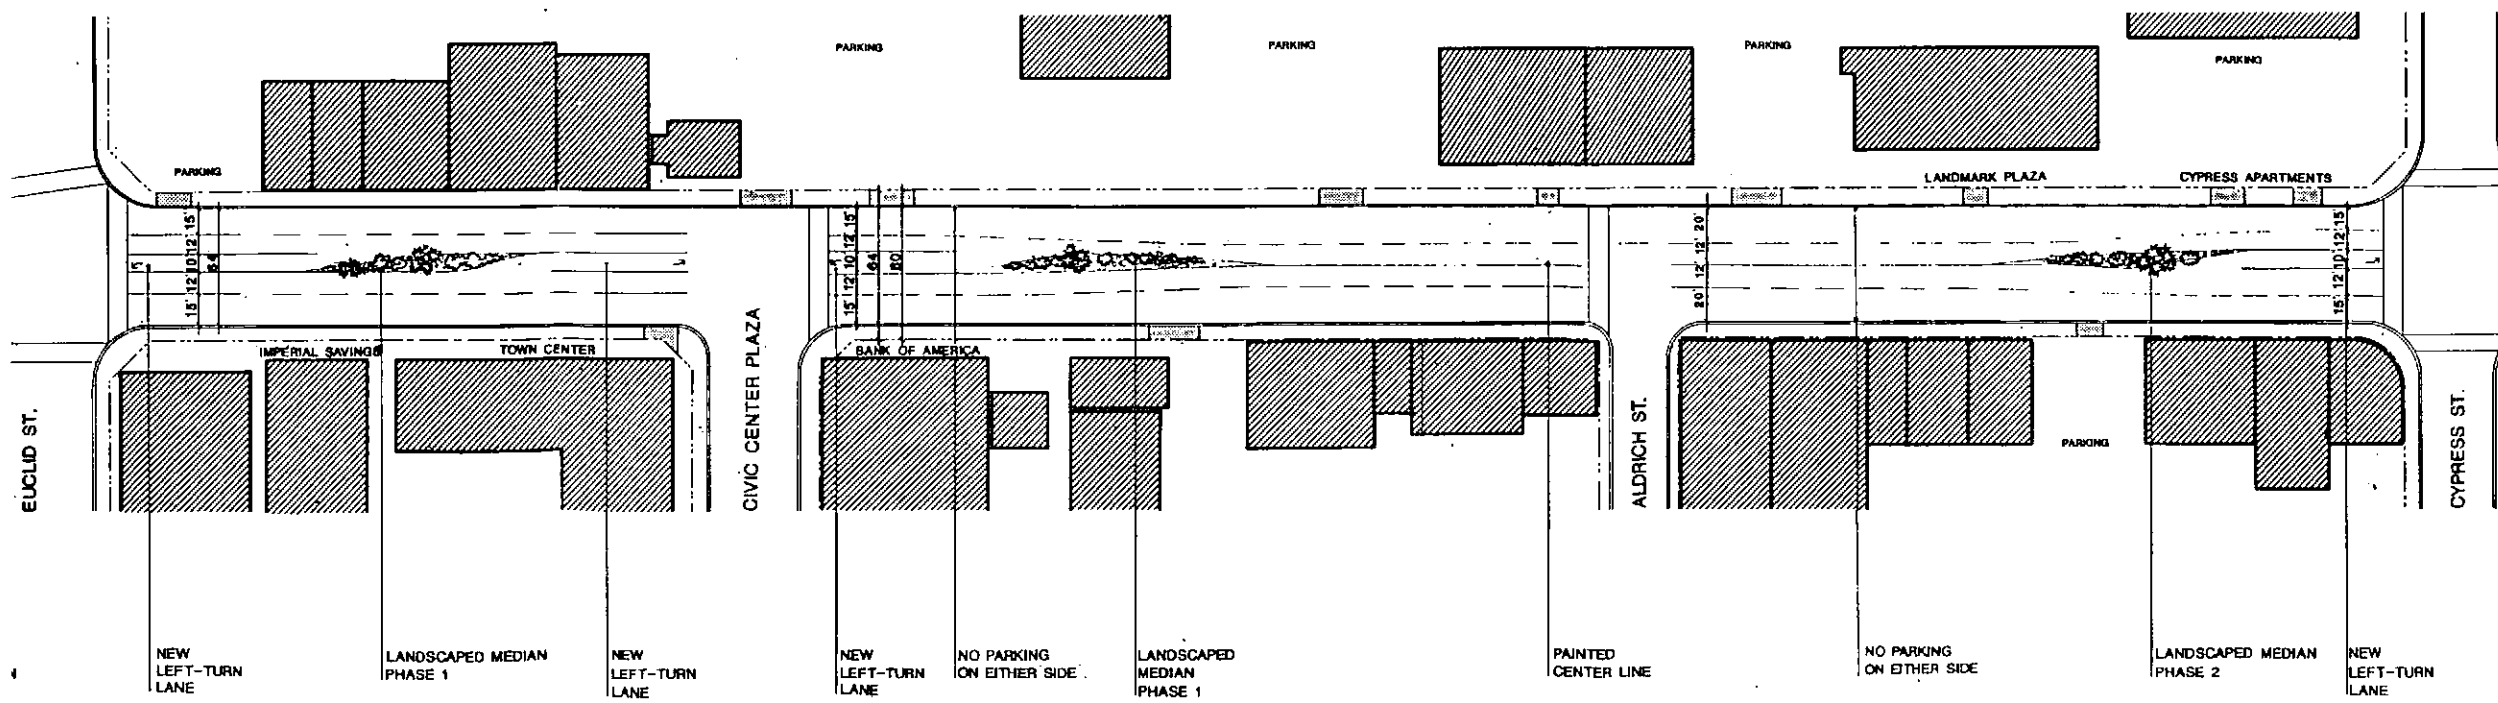 PARKING
PARKING
PARKING
PARKING
PARKING
LANDMARK PLAZA
CYPRESS APARTMENTS
15' 12' 10' 12' 15'
64'
15' 12' 10' 12' 15'
64'
80'
20' 12' 12' 20'
15' 12' 10' 12' 15'
IMPERIAL SAVINGS
TOWN CENTER
BANK OF AMERICA
PARKING
EUCLID ST.
CIVIC CENTER PLAZA
ALDRICH ST.
CYPRESS ST.
NEW
LEFT-TURN
LANE
LANDSCAPED MEDIAN
PHASE 1
NEW
LEFT-TURN
LANE
NEW
LEFT-TURN
LANE
NO PARKING
ON EITHER SIDE
LANDSCAPED
MEDIAN
PHASE 1
PAINTED
CENTER LINE
NO PARKING
ON EITHER SIDE
LANDSCAPED MEDIAN
PHASE 2
NEW
LEFT-TURN
LANE